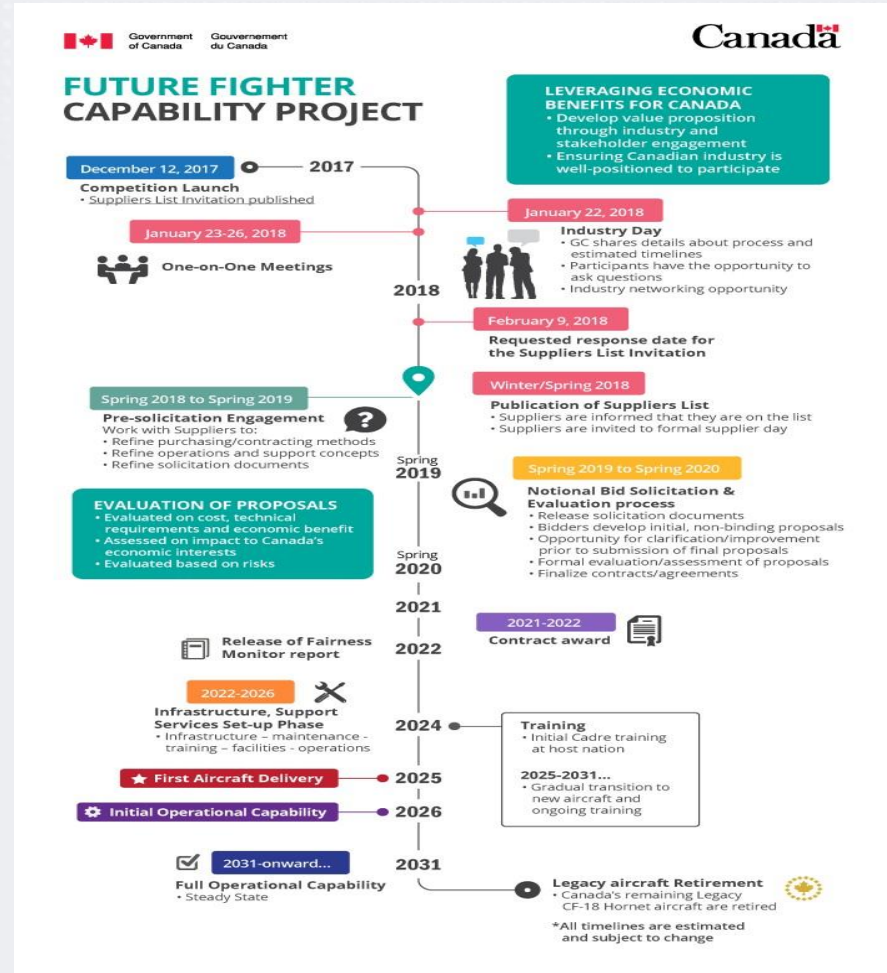 Government of Canada
Gouvernement du Canada
Canada
FUTURE FIGHTER
CAPABILITY PROJECT
LEVERAGING ECONOMIC
BENEFITS FOR CANADA
• Develop value proposition
through industry and
stakeholder engagement
• Ensuring Canadian industry is
well-positioned to participate
December 12, 2017
2017
Competition Launch
• Suppliers List Invitation published
January 22, 2018
Industry Day
• GC shares details about process and
estimated timelines
• Participants have the opportunity to
ask questions
• Industry networking opportunity
January 23-26, 2018
One-on-One Meetings
2018
February 9, 2018
Requested response date for
the Suppliers List Invitation
Winter/Spring 2018
Publication of Suppliers List
• Suppliers are informed that they are on the list
• Suppliers are invited to formal supplier day
Spring 2018 to Spring 2019
Pre-solicitation Engagement
Work with Suppliers to:
• Refine purchasing/contracting methods
• Refine operations and support concepts
• Refine solicitation documents
?
Spring
2019
Spring 2019 to Spring 2020
Notional Bid Solicitation &
Evaluation process
• Release solicitation documents
• Bidders develop initial, non-binding proposals
• Opportunity for clarification/improvement
prior to submission of final proposals
• Formal evaluation/assessment of proposals
• Finalize contracts/agreements
EVALUATION OF PROPOSALS
• Evaluated on cost, technical
requirements and economic benefit
• Assessed on impact to Canada's
economic interests
• Evaluated based on risks
Spring
2020
2021
2021-2022
Contract award
Release of Fairness
Monitor report
2022
2022-2026
Infrastructure, Support
Services Set-up Phase
• Infrastructure – maintenance -
training – facilities - operations
2024
Training
• Initial Cadre training
at host nation
2025-2031...
• Gradual transition to
new aircraft and
ongoing training
First Aircraft Delivery
2025
Initial Operational Capability
2026
2031-onward...
2031
Full Operational Capability
• Steady State
Legacy aircraft Retirement
• Canada's remaining Legacy
CF-18 Hornet aircraft are retired
*All timelines are estimated
and subject to change